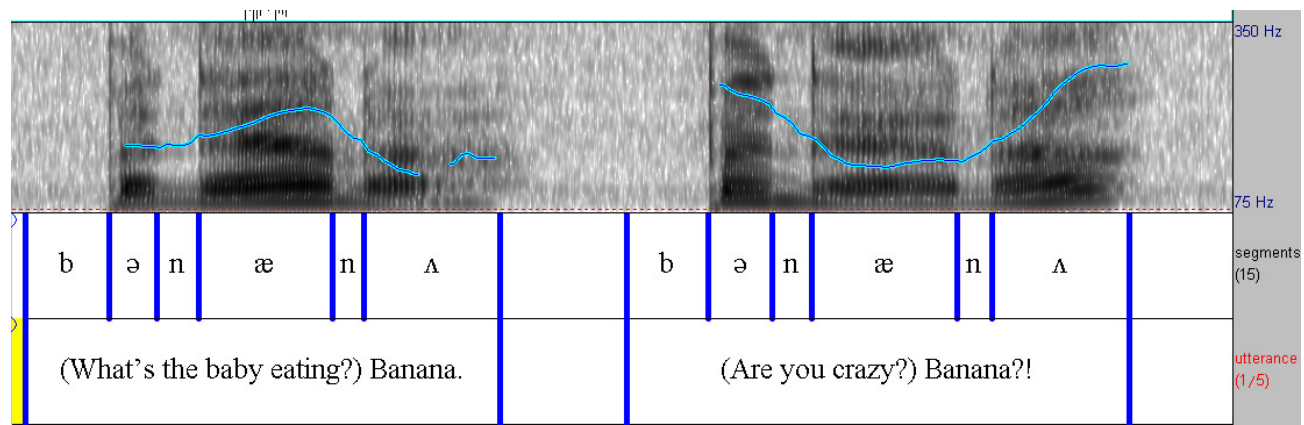 350 Hz
75 Hz
b ə n æ n ʌ b ə n æ n ʌ
segments
(15)
(What's the baby eating?) Banana. (Are you crazy?) Banana?!
utterance
(1/5)